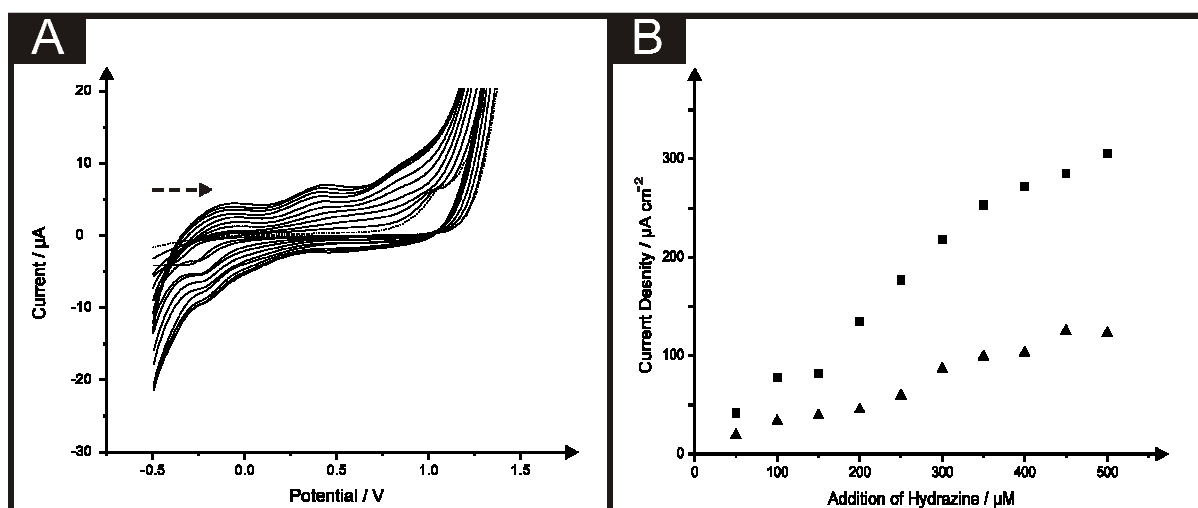 A
20
10
0
-10
-20
-30
-0.5 0.0 0.5 1.0 1.5
Current / µA
Potential / V
B
300
200
100
0
0 100 200 300 400 500
Current Desnity / µA cm⁻²
Addition of Hydrazine / µM